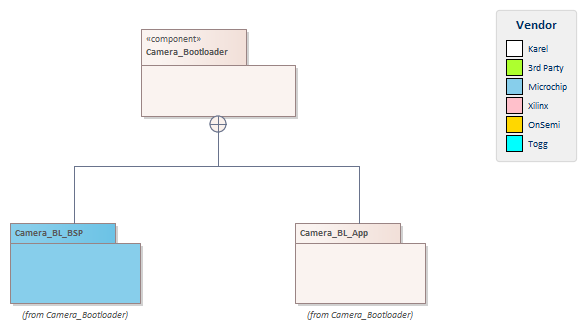 «component»
Camera_Bootloader
Camera_BL_BSP
(from Camera_Bootloader)
Camera_BL_App
(from Camera_Bootloader)
Vendor
Karel
3rd Party
Microchip
Xilinx
OnSemi
Togg